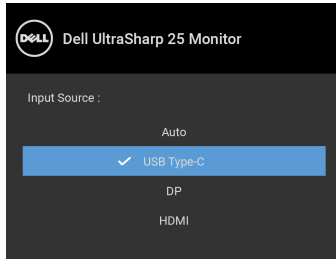 DELL
Dell UltraSharp 25 Monitor
Input Source :
Auto
USB Type-C
DP
HDMI